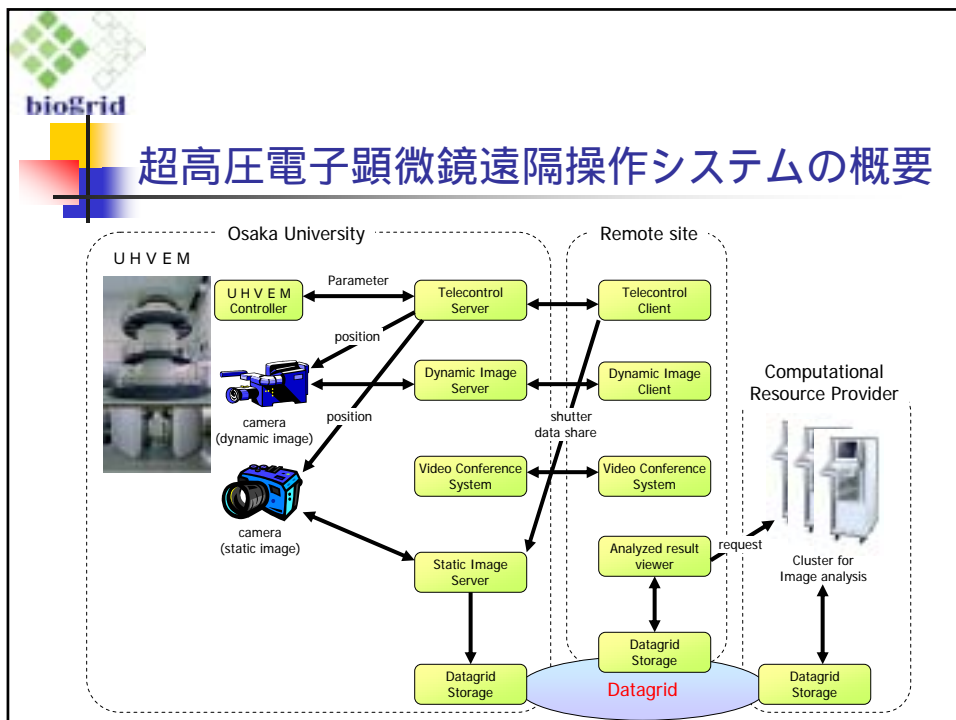 biogrid
超高圧電子顕微鏡遠隔操作システムの概要
Osaka University
Remote site
UHVEM
UHVEM
Controller
Parameter
Telecontrol
Server
Telecontrol
Client
position
camera
(dynamic image)
Dynamic Image
Server
Dynamic Image
Client
position
shutter
data share
Computational
Resource Provider
Video Conference
System
Video Conference
System
camera
(static image)
Static Image
Server
Analyzed result
viewer
request
Cluster for
Image analysis
Datagrid
Storage
Datagrid
Storage
Datagrid
Datagrid
Storage